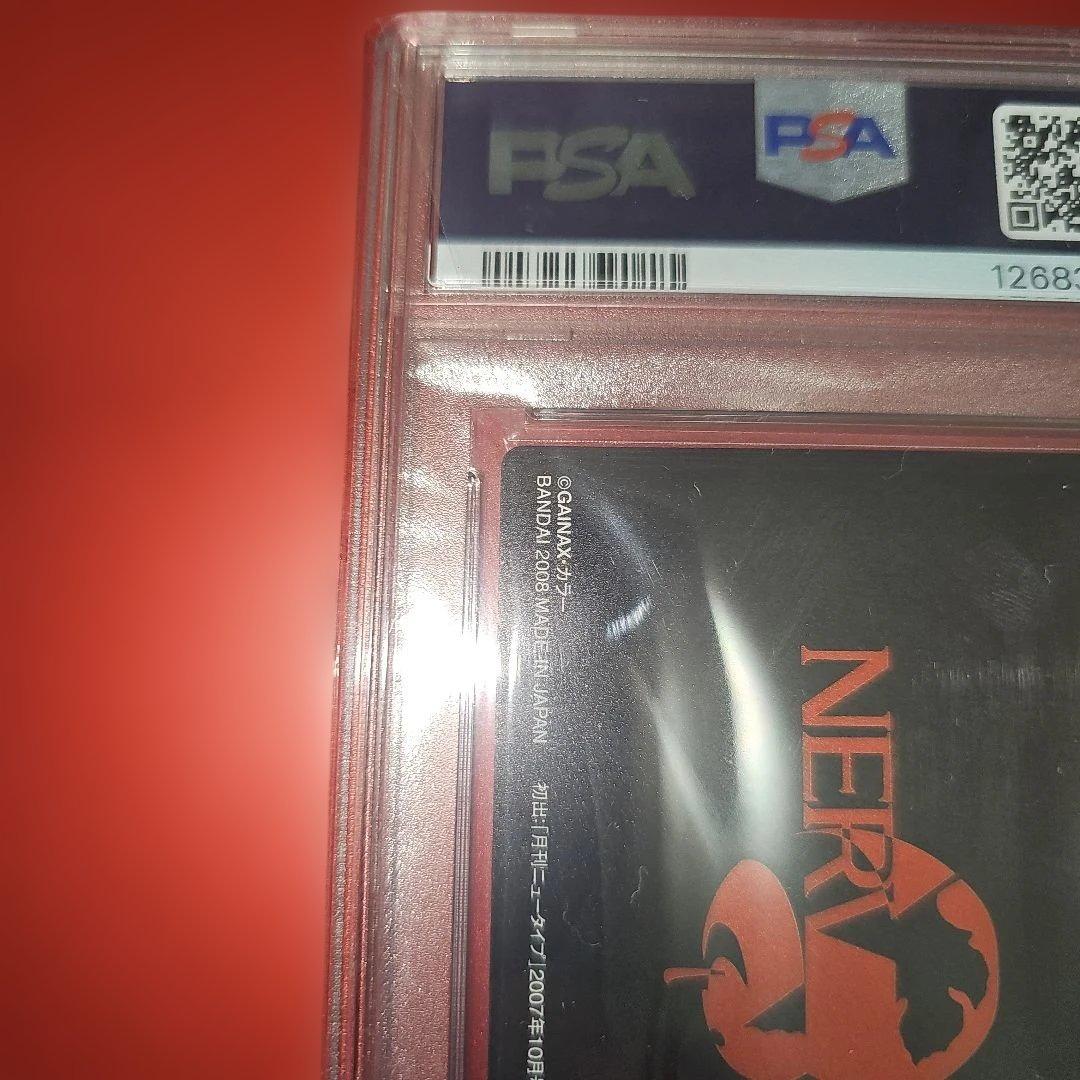 PSA
PSA
12683
©GAINAX・カラー
BANDAI 2008 MADE IN JAPAN
初出:「月刊ニュータイプ」2007年10月
NERV